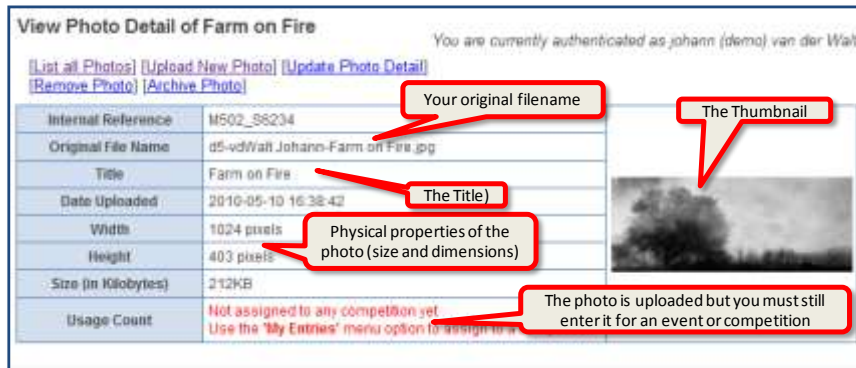 View Photo Detail of Farm on Fire
You are currently authenticated as johann (demo) van der Walt
[List all Photos] [Upload New Photo] [Update Photo Detail]
[Remove Photo] [Archive Photo]
Your original filename
The Thumbnail
Internal Reference M502_S6234
Original File Name d5-vdWalt Johann-Farm on Fire.jpg
Title Farm on Fire
The Title)
Date Uploaded 2010-05-10 16:38:42
Width 1024 pixels
Physical properties of the
photo (size and dimensions)
Height 403 pixels
Size (in Kilobytes) 212KB
The photo is uploaded but you must still
enter it for an event or competition
Usage Count
Not assigned to any competition yet
Use the 'My Entries' menu option to assign to a